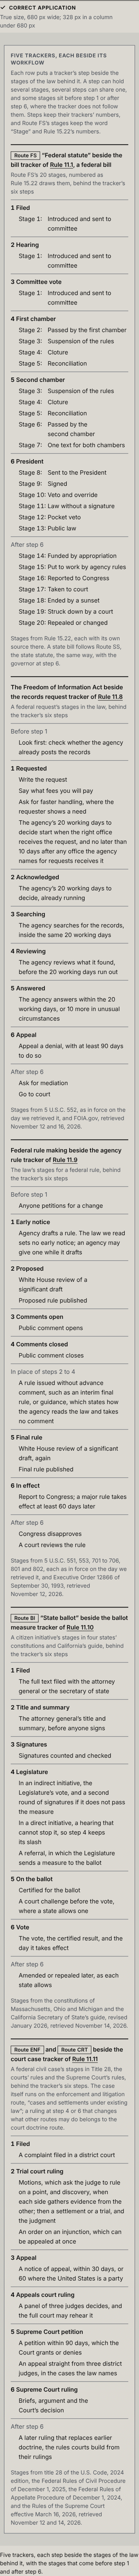 ✓ CORRECT APPLICATION
True size, 680 px wide; 328 px in a column
under 680 px
FIVE TRACKERS, EACH BESIDE ITS
WORKFLOW
Each row puts a tracker's step beside the
stages of the law behind it. A step can hold
several stages, several steps can share one,
and some stages sit before step 1 or after
step 6, where the tracker does not follow
them. Steps keep their trackers' numbers,
and Route FS's stages keep the word
“Stage” and Rule 15.22's numbers.
Route FS “Federal statute” beside the
bill tracker of Rule 11.1, a federal bill
Route FS's 20 stages, numbered as
Rule 15.22 draws them, behind the tracker's
six steps
1 Filed
Stage 1: Introduced and sent to
committee
2 Hearing
Stage 1: Introduced and sent to
committee
3 Committee vote
Stage 1: Introduced and sent to
committee
4 First chamber
Stage 2: Passed by the first chamber
Stage 3: Suspension of the rules
Stage 4: Cloture
Stage 5: Reconciliation
5 Second chamber
Stage 3: Suspension of the rules
Stage 4: Cloture
Stage 5: Reconciliation
Stage 6: Passed by the
second chamber
Stage 7: One text for both chambers
6 President
Stage 8: Sent to the President
Stage 9: Signed
Stage 10: Veto and override
Stage 11: Law without a signature
Stage 12: Pocket veto
Stage 13: Public law
After step 6
Stage 14: Funded by appropriation
Stage 15: Put to work by agency rules
Stage 16: Reported to Congress
Stage 17: Taken to court
Stage 18: Ended by a sunset
Stage 19: Struck down by a court
Stage 20: Repealed or changed
Stages from Rule 15.22, each with its own
source there. A state bill follows Route SS,
the state statute, the same way, with the
governor at step 6.
The Freedom of Information Act beside
the records request tracker of Rule 11.8
A federal request's stages in the law, behind
the tracker's six steps
Before step 1
Look first: check whether the agency
already posts the records
1 Requested
Write the request
Say what fees you will pay
Ask for faster handling, where the
requester shows a need
The agency's 20 working days to
decide start when the right office
receives the request, and no later than
10 days after any office the agency
names for requests receives it
2 Acknowledged
The agency's 20 working days to
decide, already running
3 Searching
The agency searches for the records,
inside the same 20 working days
4 Reviewing
The agency reviews what it found,
before the 20 working days run out
5 Answered
The agency answers within the 20
working days, or 10 more in unusual
circumstances
6 Appeal
Appeal a denial, with at least 90 days
to do so
After step 6
Ask for mediation
Go to court
Stages from 5 U.S.C. 552, as in force on the
day we retrieved it, and FOIA.gov, retrieved
November 12 and 16, 2026.
Federal rule making beside the agency
rule tracker of Rule 11.9
The law's stages for a federal rule, behind
the tracker's six steps
Before step 1
Anyone petitions for a change
1 Early notice
Agency drafts a rule. The law we read
sets no early notice; an agency may
give one while it drafts
2 Proposed
White House review of a
significant draft
Proposed rule published
3 Comments open
Public comment opens
4 Comments closed
Public comment closes
In place of steps 2 to 4
A rule issued without advance
comment, such as an interim final
rule, or guidance, which states how
the agency reads the law and takes
no comment
5 Final rule
White House review of a significant
draft, again
Final rule published
6 In effect
Report to Congress; a major rule takes
effect at least 60 days later
After step 6
Congress disapproves
A court reviews the rule
Stages from 5 U.S.C. 551, 553, 701 to 706,
801 and 802, each as in force on the day we
retrieved it, and Executive Order 12866 of
September 30, 1993, retrieved
November 12, 2026.
Route BI “State ballot” beside the ballot
measure tracker of Rule 11.10
A citizen initiative's stages in four states'
constitutions and California's guide, behind
the tracker's six steps
1 Filed
The full text filed with the attorney
general or the secretary of state
2 Title and summary
The attorney general's title and
summary, before anyone signs
3 Signatures
Signatures counted and checked
4 Legislature
In an indirect initiative, the
Legislature's vote, and a second
round of signatures if it does not pass
the measure
In a direct initiative, a hearing that
cannot stop it, so step 4 keeps
its slash
A referral, in which the Legislature
sends a measure to the ballot
5 On the ballot
Certified for the ballot
A court challenge before the vote,
where a state allows one
6 Vote
The vote, the certified result, and the
day it takes effect
After step 6
Amended or repealed later, as each
state allows
Stages from the constitutions of
Massachusetts, Ohio and Michigan and the
California Secretary of State's guide, revised
January 2026, retrieved November 14, 2026.
Route ENF and Route CRT beside the
court case tracker of Rule 11.11
A federal civil case's stages in Title 28, the
courts' rules and the Supreme Court's rules,
behind the tracker's six steps. The case
itself runs on the enforcement and litigation
route, “cases and settlements under existing
law”; a ruling at step 4 or 6 that changes
what other routes may do belongs to the
court doctrine route.
1 Filed
A complaint filed in a district court
2 Trial court ruling
Motions, which ask the judge to rule
on a point, and discovery, when
each side gathers evidence from the
other; then a settlement or a trial, and
the judgment
An order on an injunction, which can
be appealed at once
3 Appeal
A notice of appeal, within 30 days, or
60 where the United States is a party
4 Appeals court ruling
A panel of three judges decides, and
the full court may rehear it
5 Supreme Court petition
A petition within 90 days, which the
Court grants or denies
An appeal straight from three district
judges, in the cases the law names
6 Supreme Court ruling
Briefs, argument and the
Court's decision
After step 6
A later ruling that replaces earlier
doctrine, the rules courts build from
their rulings
Stages from title 28 of the U.S. Code, 2024
edition, the Federal Rules of Civil Procedure
of December 1, 2025, the Federal Rules of
Appellate Procedure of December 1, 2024,
and the Rules of the Supreme Court
effective March 16, 2026, retrieved
November 12 and 14, 2026.
Five trackers, each step beside the stages of the law
behind it, with the stages that come before step 1
and after step 6.